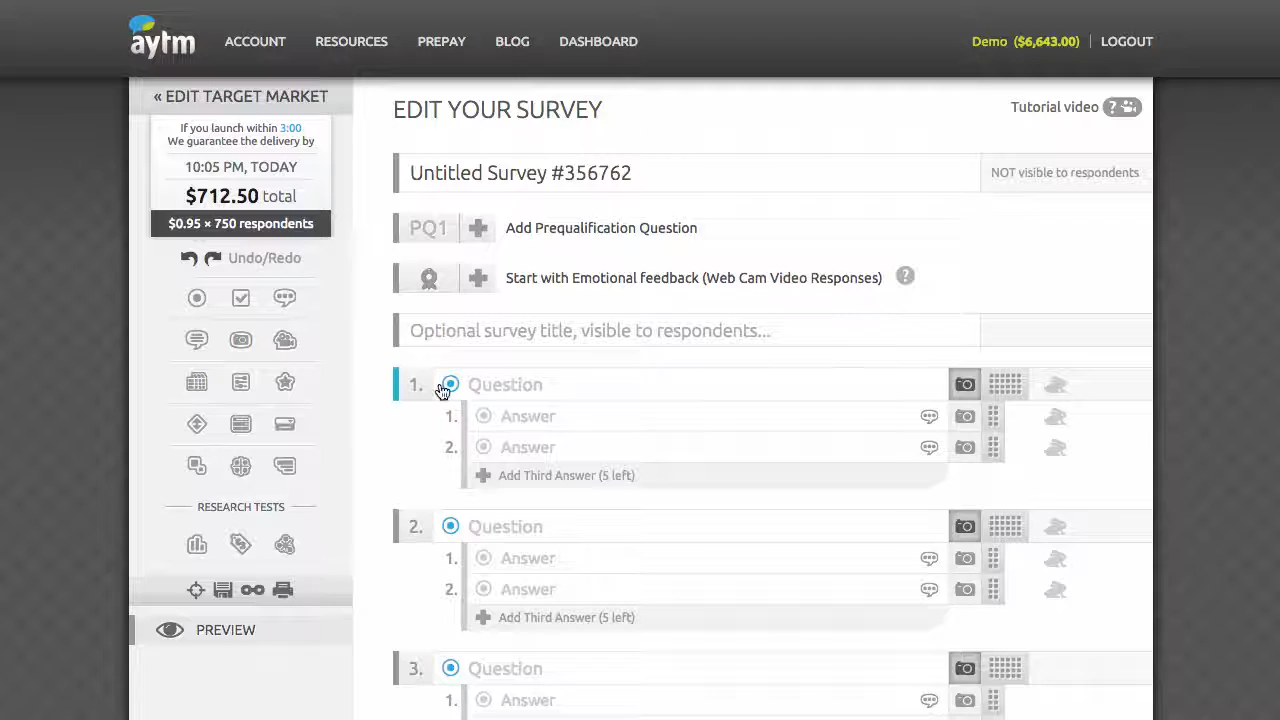 aytm
ACCOUNT
RESOURCES
PREPAY
BLOG
DASHBOARD
Demo ($6,643.00)
LOGOUT
« EDIT TARGET MARKET
If you launch within 3:00
We guarantee the delivery by
10:05 PM, TODAY
$712.50 total
$0.95 × 750 respondents
Undo/Redo
RESEARCH TESTS
PREVIEW
EDIT YOUR SURVEY
Tutorial video ?
Untitled Survey #356762
NOT visible to respondents
PQ1
Add Prequalification Question
Start with Emotional feedback (Web Cam Video Responses) ?
Optional survey title, visible to respondents...
1. Question
1. Answer
2. Answer
Add Third Answer (5 left)
2. Question
1. Answer
2. Answer
Add Third Answer (5 left)
3. Question
1. Answer